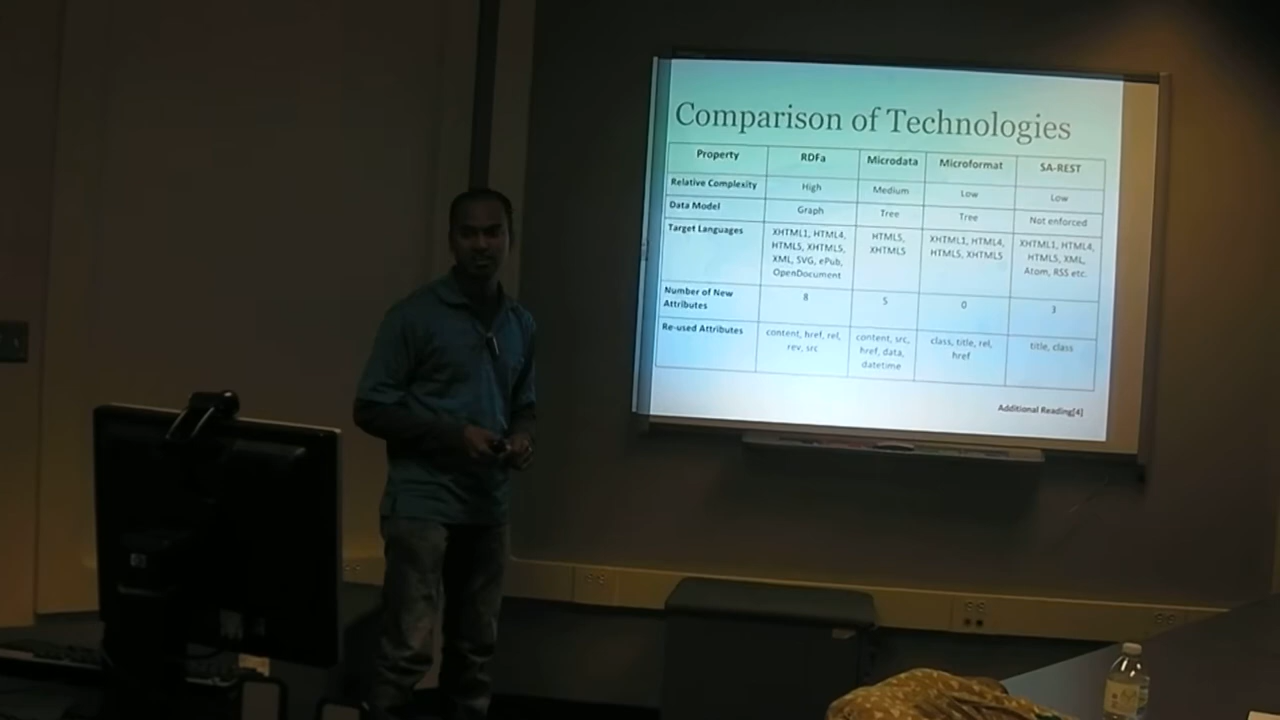 Comparison of Technologies
Property RDFa Microdata Microformat SA-REST
Relative Complexity High Medium Low Low
Data Model Graph Tree Tree Not enforced
Target Languages XHTML1, HTML4, HTML5, XHTML1, HTML4, XHTML1, HTML4,
HTML5, XHTML5, XHTML5 HTML5, XHTML5 HTML5, XML,
XML, SVG, ePub, Atom, RSS etc.
OpenDocument
Number of New 8 5 0 3
Attributes
Re-used Attributes content, href, rel, content, src, class, title, rel, title, class
rev, src href, data, href
datetime
Additional Reading[4]
hp